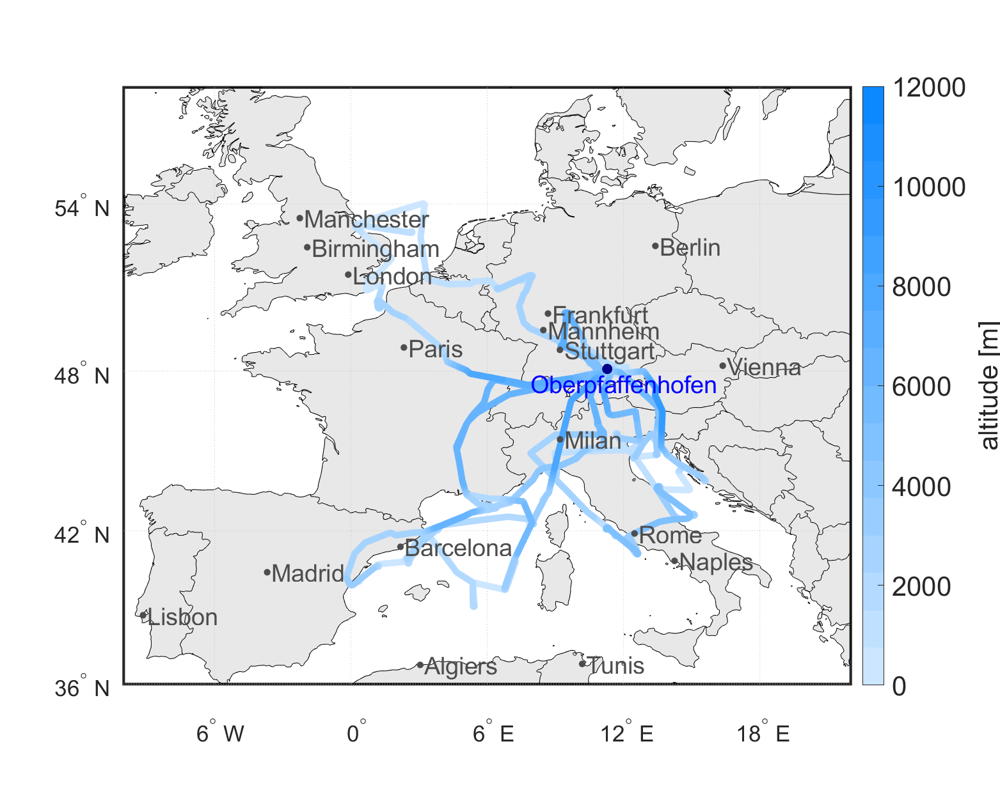 12000
10000
8000
6000
4000
2000
0
altitude [m]
54° N
48° N
42° N
36° N
6° W
0°
6° E
12° E
18° E
Manchester
Birmingham
London
Berlin
Frankfurt
Mannheim
Stuttgart
Paris
Vienna
Oberpfaffenhofen
Milan
Rome
Barcelona
Naples
Madrid
Lisbon
Algiers
Tunis